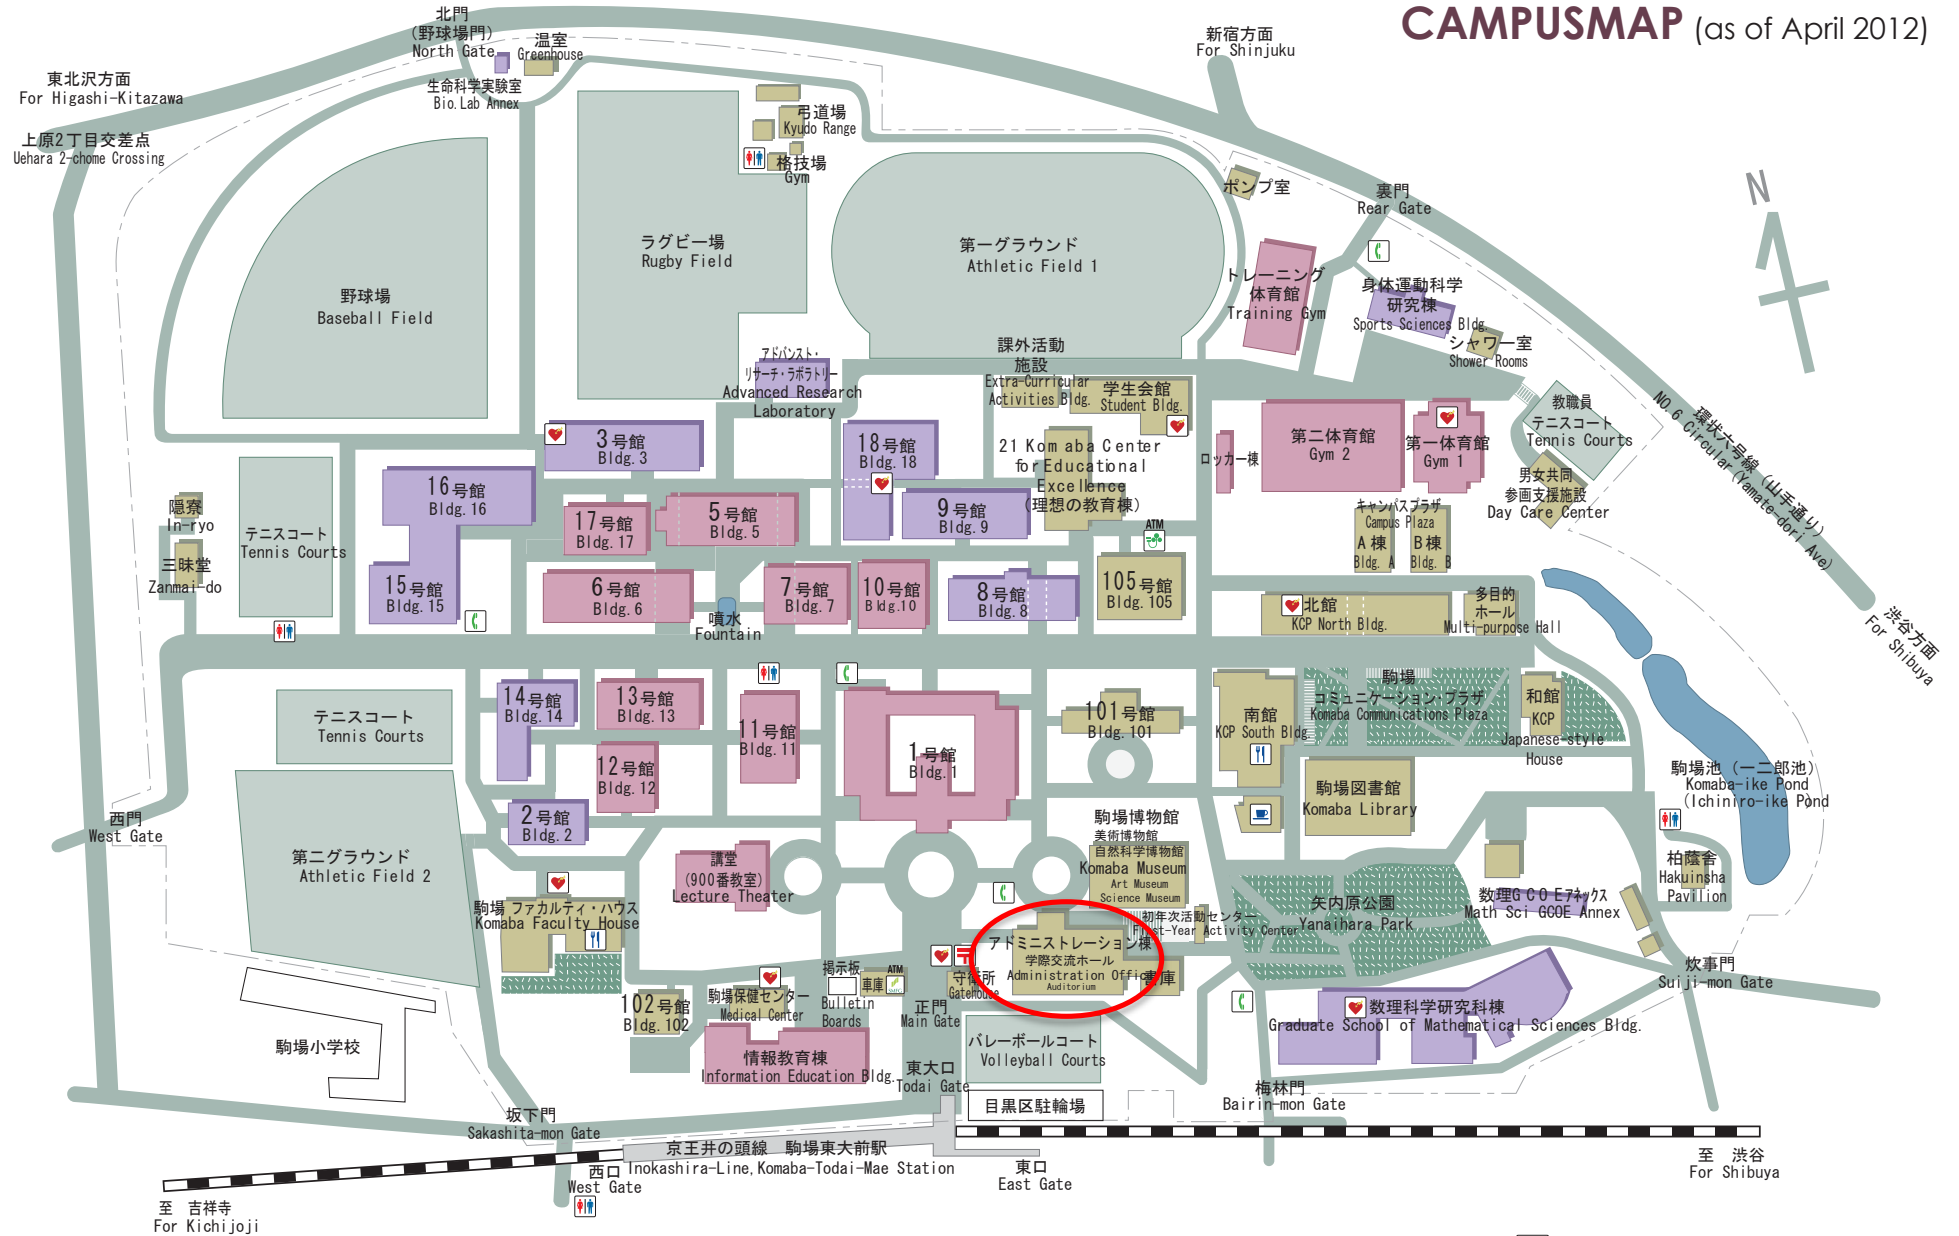 CAMPUSMAP (as of April 2012)
北門
(野球場門)
North Gate
温室
Greenhouse
生命科学実験室
Bio.Lab Annex
東北沢方面
For Higashi-Kitazawa
上原2丁目交差点
Uehara 2-chome Crossing
新宿方面
For Shinjuku
弓道場
Kyudo Range
格技場
Gym
ポンプ室
裏門
Rear Gate
N
野球場
Baseball Field
ラグビー場
Rugby Field
第一グラウンド
Athletic Field 1
トレーニング
体育館
Training Gym
身体運動科学
研究棟
Sports Sciences Bldg.
シャワー室
Shower Rooms
アドバンスト・
リサーチ・ラボラトリー
Advanced Research
Laboratory
課外活動
施設
Extra-Curricular
Activities Bldg.
学生会館
Student Bldg.
教職員
テニスコート
Tennis Courts
環状六号線 (山手通り)
NO.6 Circular (Yamate-dori Ave)
3号館
Bldg.3
18号館
Bldg.18
21 Komaba Center
for Educational
Excellence
(理想の教育棟)
ロッカー棟
第二体育館
Gym 2
第一体育館
Gym 1
男女共同
参画支援施設
Day Care Center
16号館
Bldg.16
隠寮
In-ryo
三昧堂
Zanmai-do
テニスコート
Tennis Courts
17号館
Bldg.17
5号館
Bldg.5
9号館
Bldg.9
ATM
キャンパスプラザ
Campus Plaza
A棟
Bldg. A
B棟
Bldg. B
15号館
Bldg.15
6号館
Bldg.6
噴水
Fountain
7号館
Bldg.7
10号館
Bldg.10
8号館
Bldg.8
105号館
Bldg.105
北館
KCP North Bldg.
多目的
ホール
Multi-purpose Hall
渋谷方面
For Shibuya
テニスコート
Tennis Courts
14号館
Bldg.14
13号館
Bldg.13
11号館
Bldg.11
12号館
Bldg.12
2号館
Bldg.2
1号館
Bldg.1
101号館
Bldg.101
南館
KCP South Bldg.
駒場
コミュニケーション・プラザ
Komaba Communications Plaza
和館
KCP
Japanese-style
House
駒場図書館
Komaba Library
駒場池 (一二郎池)
Komaba-ike Pond
(Ichiniro-ike Pond
西門
West Gate
第二グラウンド
Athletic Field 2
講堂
(900番教室)
Lecture Theater
駒場博物館
美術博物館
自然科学博物館
Komaba Museum
Art Museum
Science Museum
柏蔭舎
Hakuinsha
Pavilion
駒場 ファカルティ・ハウス
Komaba Faculty House
初年次活動センター
First-Year Activity Center
矢内原公園
Yanaihara Park
数理GCOEアネックス
Math Sci GCOE Annex
アドミニストレーション棟
学際交流ホール
Administration Office
Auditorium
書庫
守衛所
Gatehouse
掲示板
Bulletin
Boards
ATM
車庫
正門
Main Gate
102号館
Bldg.102
駒場保健センター
Medical Center
炊事門
Suiji-mon Gate
数理科学研究科棟
Graduate School of Mathematical Sciences Bldg.
駒場小学校
情報教育棟
Information Education Bldg.
バレーボールコート
Volleyball Courts
東大口
Todai Gate
目黒区駐輪場
梅林門
Bairin-mon Gate
坂下門
Sakashita-mon Gate
京王井の頭線 駒場東大前駅
Inokashira-Line, Komaba-Todai-Mae Station
西口
West Gate
東口
East Gate
至 渋谷
For Shibuya
至 吉祥寺
For Kichijoji